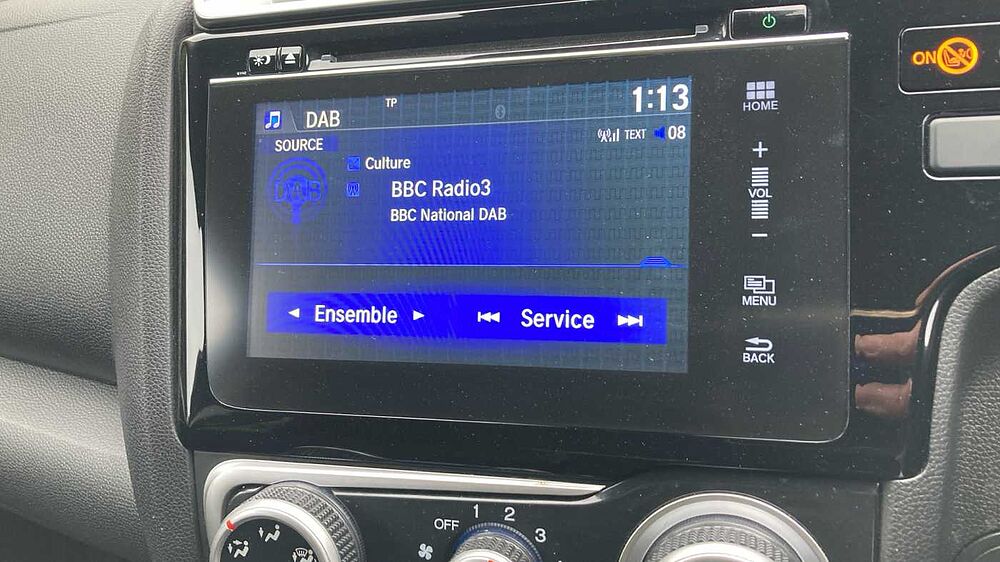 ON
TP
DAB
1:13
HOME
SOURCE
TEXT 08
DAB
Culture
BBC Radio3
VOL
BBC National DAB
Ensemble
Service
MENU
BACK
OFF 1 2 3